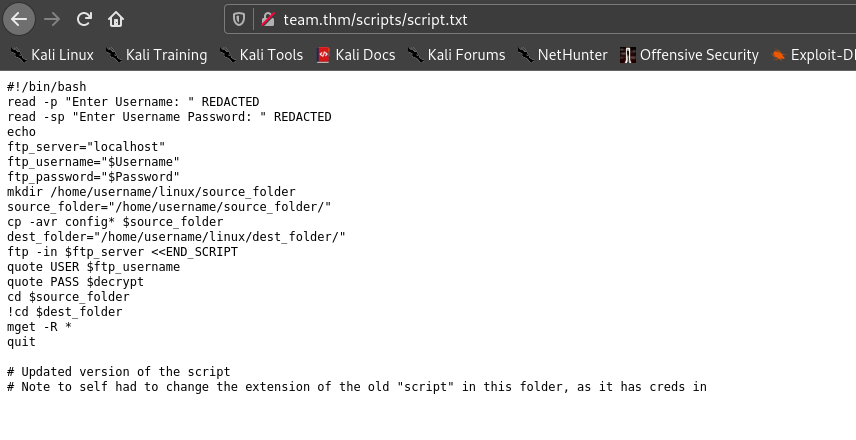 team.thm/scripts/script.txt
Kali Linux Kali Training Kali Tools Kali Docs Kali Forums NetHunter Offensive Security Exploit-D
#!/bin/bash
read -p "Enter Username: " REDACTED
read -sp "Enter Username Password: " REDACTED
echo
ftp_server="localhost"
ftp_username="$Username"
ftp_password="$Password"
mkdir /home/username/linux/source_folder
source_folder="/home/username/source_folder/"
cp -avr config* $source_folder
dest_folder="/home/username/linux/dest_folder/"
ftp -in $ftp_server <<END_SCRIPT
quote USER $ftp_username
quote PASS $decrypt
cd $source_folder
!cd $dest_folder
mget -R *
quit
# Updated version of the script
# Note to self had to change the extension of the old "script" in this folder, as it has creds in